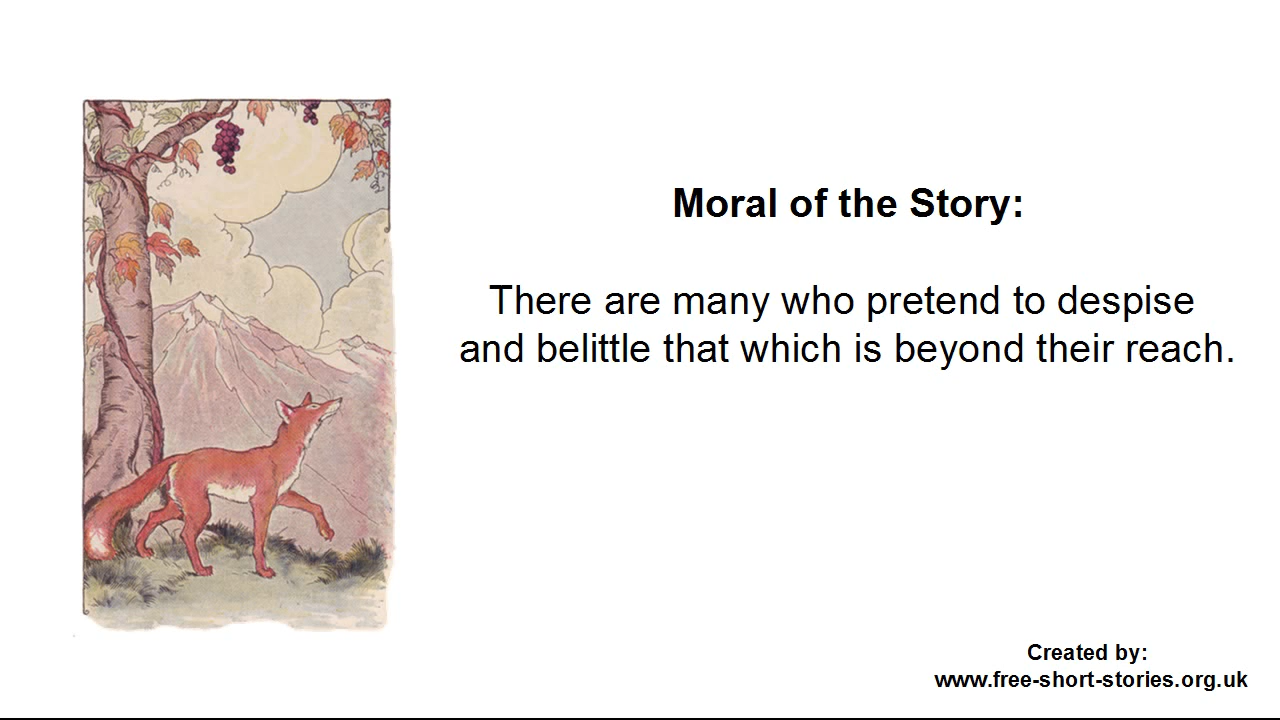 Moral of the Story:
There are many who pretend to despise
and belittle that which is beyond their reach.
Created by:
www.free-short-stories.org.uk